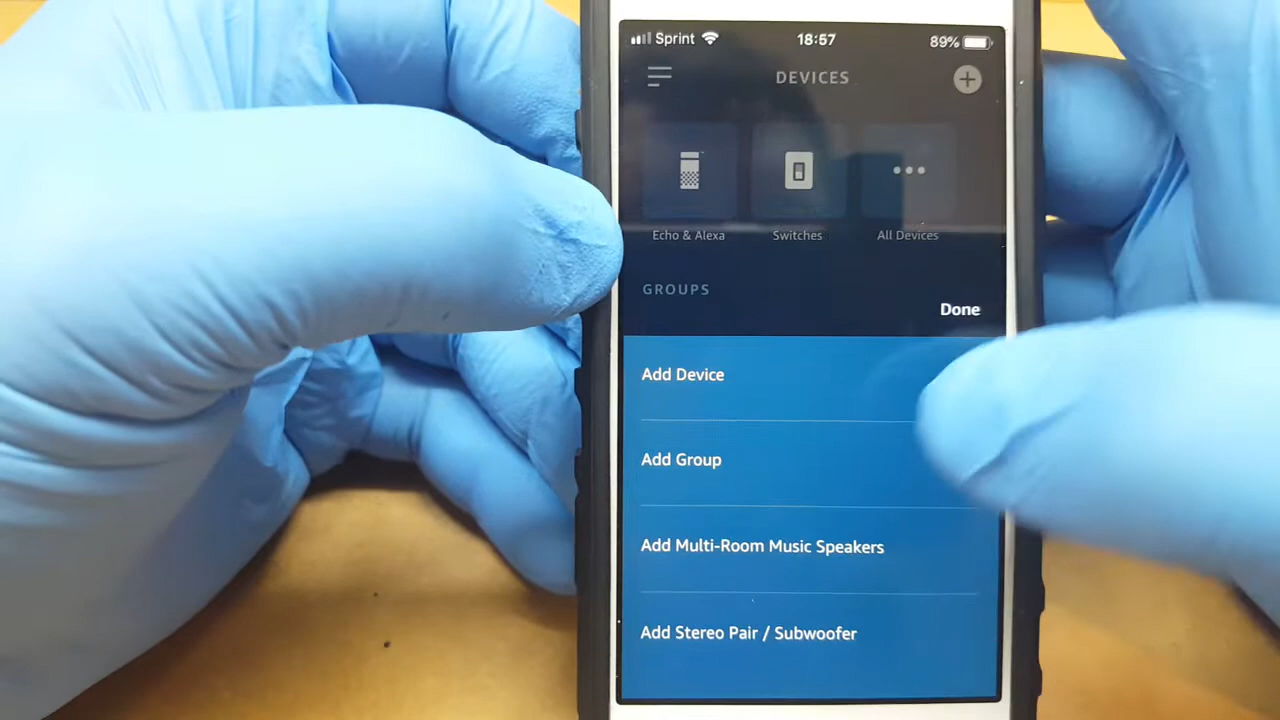 Sprint 18:57 89%
DEVICES
Echo & Alexa Switches All Devices
GROUPS
Done
Add Device
Add Group
Add Multi-Room Music Speakers
Add Stereo Pair / Subwoofer